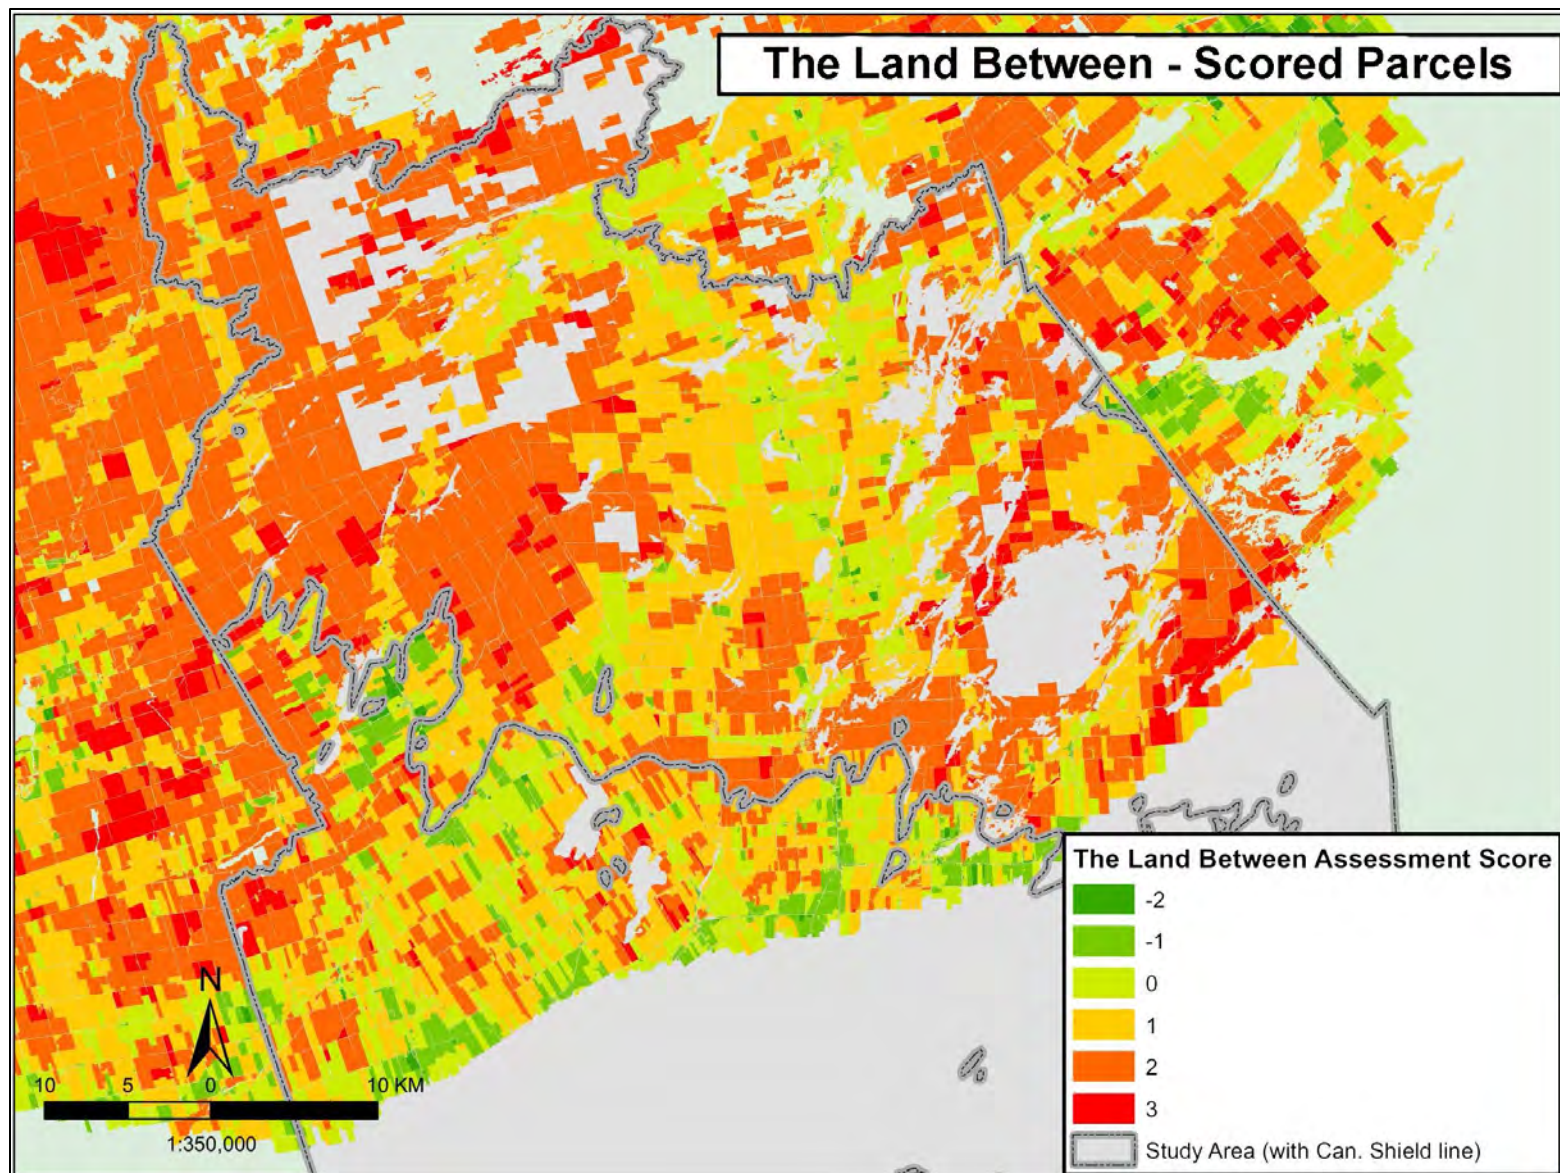 The Land Between - Scored Parcels
The Land Between Assessment Score
-2
-1
0
1
2
3
Study Area (with Can. Shield line)
N
10 5 0 10 KM
1:350,000